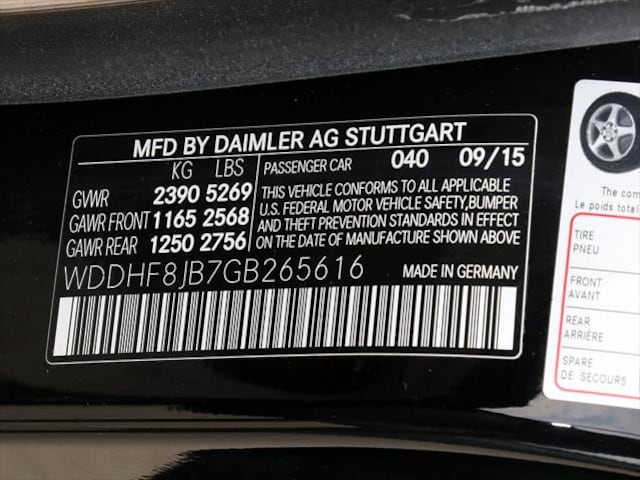 MFD BY DAIMLER AG STUTTGART
KG LBS
GVWR 2390 5269
GAWR FRONT 1165 2568
GAWR REAR 1250 2756
PASSENGER CAR 040 09/15
THIS VEHICLE CONFORMS TO ALL APPLICABLE
U.S. FEDERAL MOTOR VEHICLE SAFETY,BUMPER
AND THEFT PREVENTION STANDARDS IN EFFECT
ON THE DATE OF MANUFACTURE SHOWN ABOVE
WDDHF8JB7GB265616 MADE IN GERMANY
The com
Le poids total
TIRE
PNEU
FRONT
AVANT
REAR
ARRIÈRE
SPARE
DE SECOURS